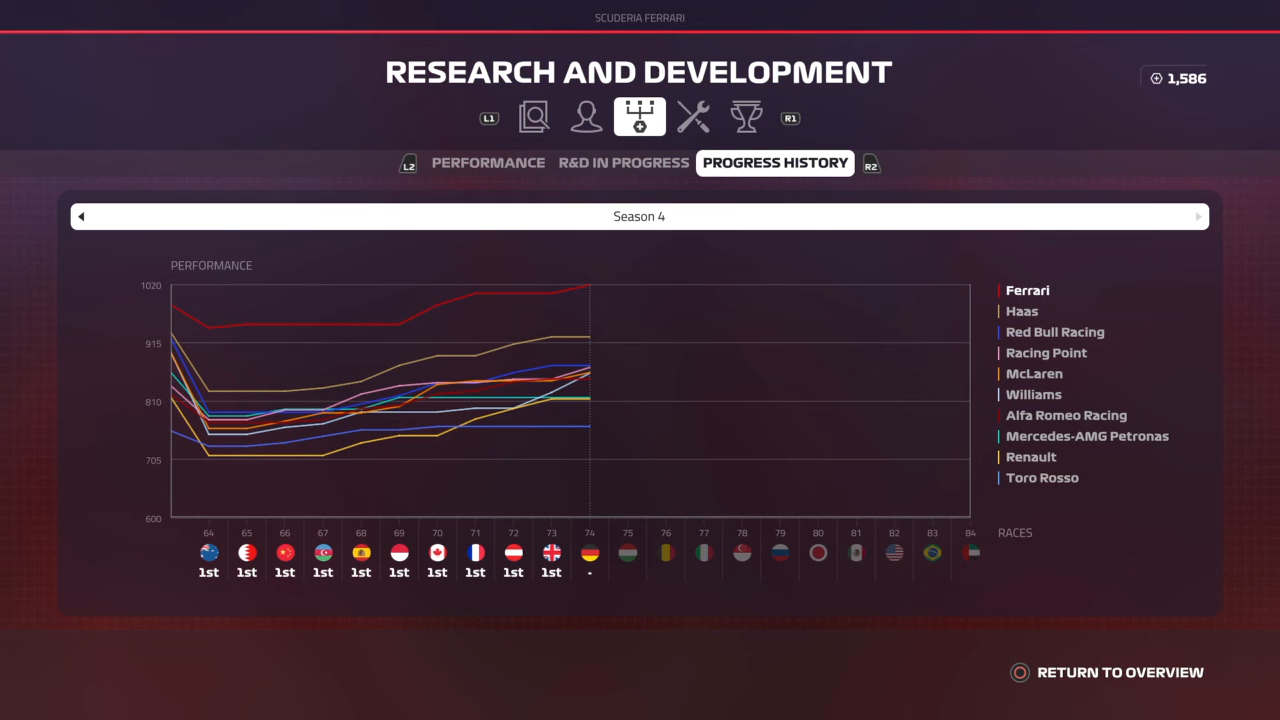 SCUDERIA FERRARI
RESEARCH AND DEVELOPMENT
1,586
L1 R1
L2 PERFORMANCE R&D IN PROGRESS PROGRESS HISTORY R2
Season 4
PERFORMANCE
1020
915
810
705
600
Ferrari
Haas
Red Bull Racing
Racing Point
McLaren
Williams
Alfa Romeo Racing
Mercedes-AMG Petronas
Renault
Toro Rosso
64 65 66 67 68 69 70 71 72 73 74 75 76 77 78 79 80 81 82 83 84 RACES
1st 1st 1st 1st 1st 1st 1st 1st 1st 1st -
RETURN TO OVERVIEW